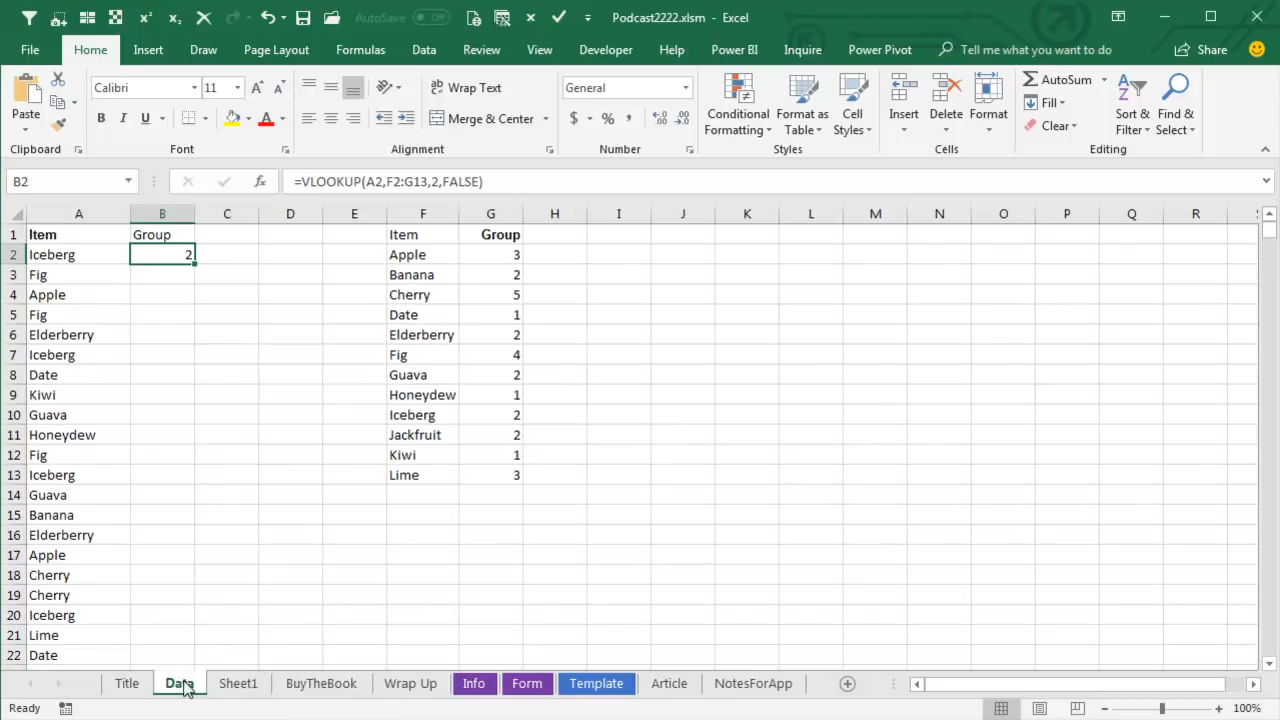 AutoSave Off Podcast2222.xlsm - Excel
File Home Insert Draw Page Layout Formulas Data Review View Developer Help Power BI Inquire Power Pivot Tell me what you want to do Share
Paste Calibri 11 Wrap Text General Conditional Formatting Format as Table Cell Styles Insert Delete Format AutoSum Sort & Filter Find & Select
B I U A Merge & Center $ % , Fill
Clear
Clipboard Font Alignment Number Styles Cells Editing
B2 fx =VLOOKUP(A2,F2:G13,2,FALSE)
A B C D E F G H I J K L M N O P Q R
1 Item Group Item Group
2 Iceberg 2 Apple 3
3 Fig Banana 2
4 Apple Cherry 5
5 Fig Date 1
6 Elderberry Elderberry 2
7 Iceberg Fig 4
8 Date Guava 2
9 Kiwi Honeydew 1
10 Guava Iceberg 2
11 Honeydew Jackfruit 2
12 Fig Kiwi 1
13 Iceberg Lime 3
14 Guava
15 Banana
16 Elderberry
17 Apple
18 Cherry
19 Cherry
20 Iceberg
21 Lime
22 Date
Title Data Sheet1 BuyTheBook Wrap Up Info Form Template Article NotesForApp
Ready 100%